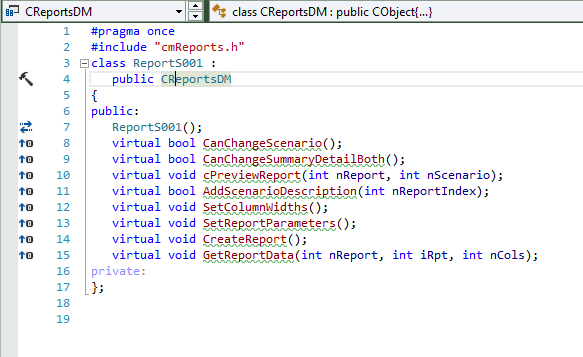 CReportsDM
class CReportsDM : public CObject{...}
1 #pragma once
2 #include "cmReports.h"
3 class ReportS001 :
4 public CReportsDM
5 {
6 public:
7 ReportS001();
8 virtual bool CanChangeScenario();
9 virtual bool CanChangeSummaryDetailBoth();
10 virtual void cPreviewReport(int nReport, int nScenario);
11 virtual bool AddScenarioDescription(int nReportIndex);
12 virtual void SetColumnWidths();
13 virtual void SetReportParameters();
14 virtual void CreateReport();
15 virtual void GetReportData(int nReport, int iRpt, int nCols);
16 private:
17 };
18
19